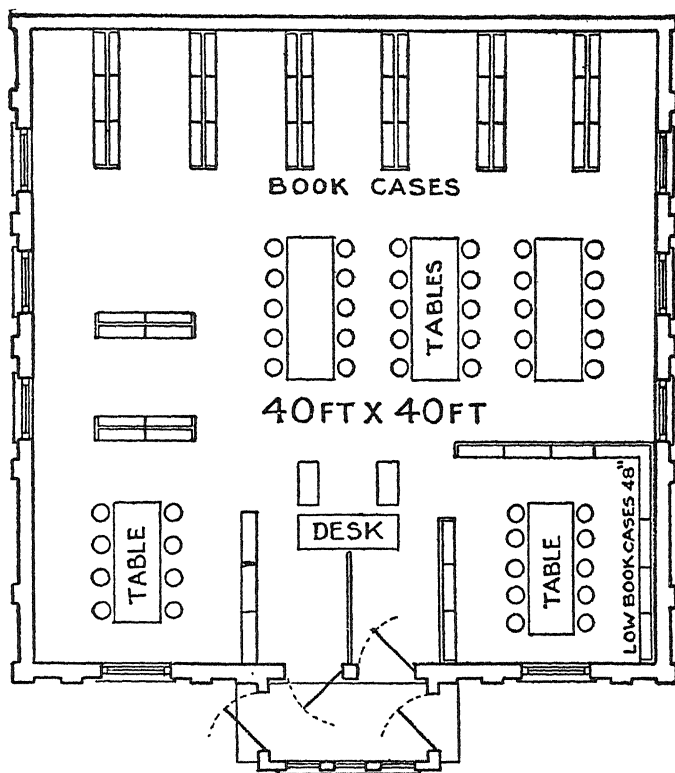 BOOK CASES
TABLES
40FT X 40FT
DESK
TABLE
TABLE
LOW BOOK CASES 48"